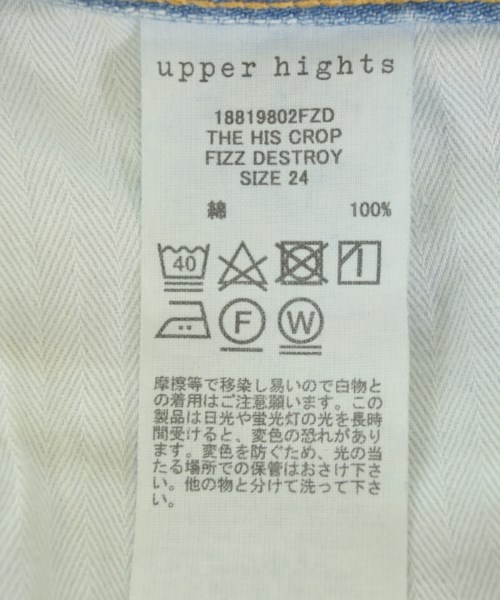 upper hights
18819802FZD
THE HIS CROP
FIZZ DESTROY
SIZE 24
綿 100%
40
F W
摩擦等で移染し易いので白物と
の着用はご注意願います。この
製品は日光や蛍光灯の光を長時
間受けると、変色の恐れがあり
ます。変色を防ぐため、光の当
たる場所での保管はおさけ下さ
い。他の物と分けて洗って下さ
い。